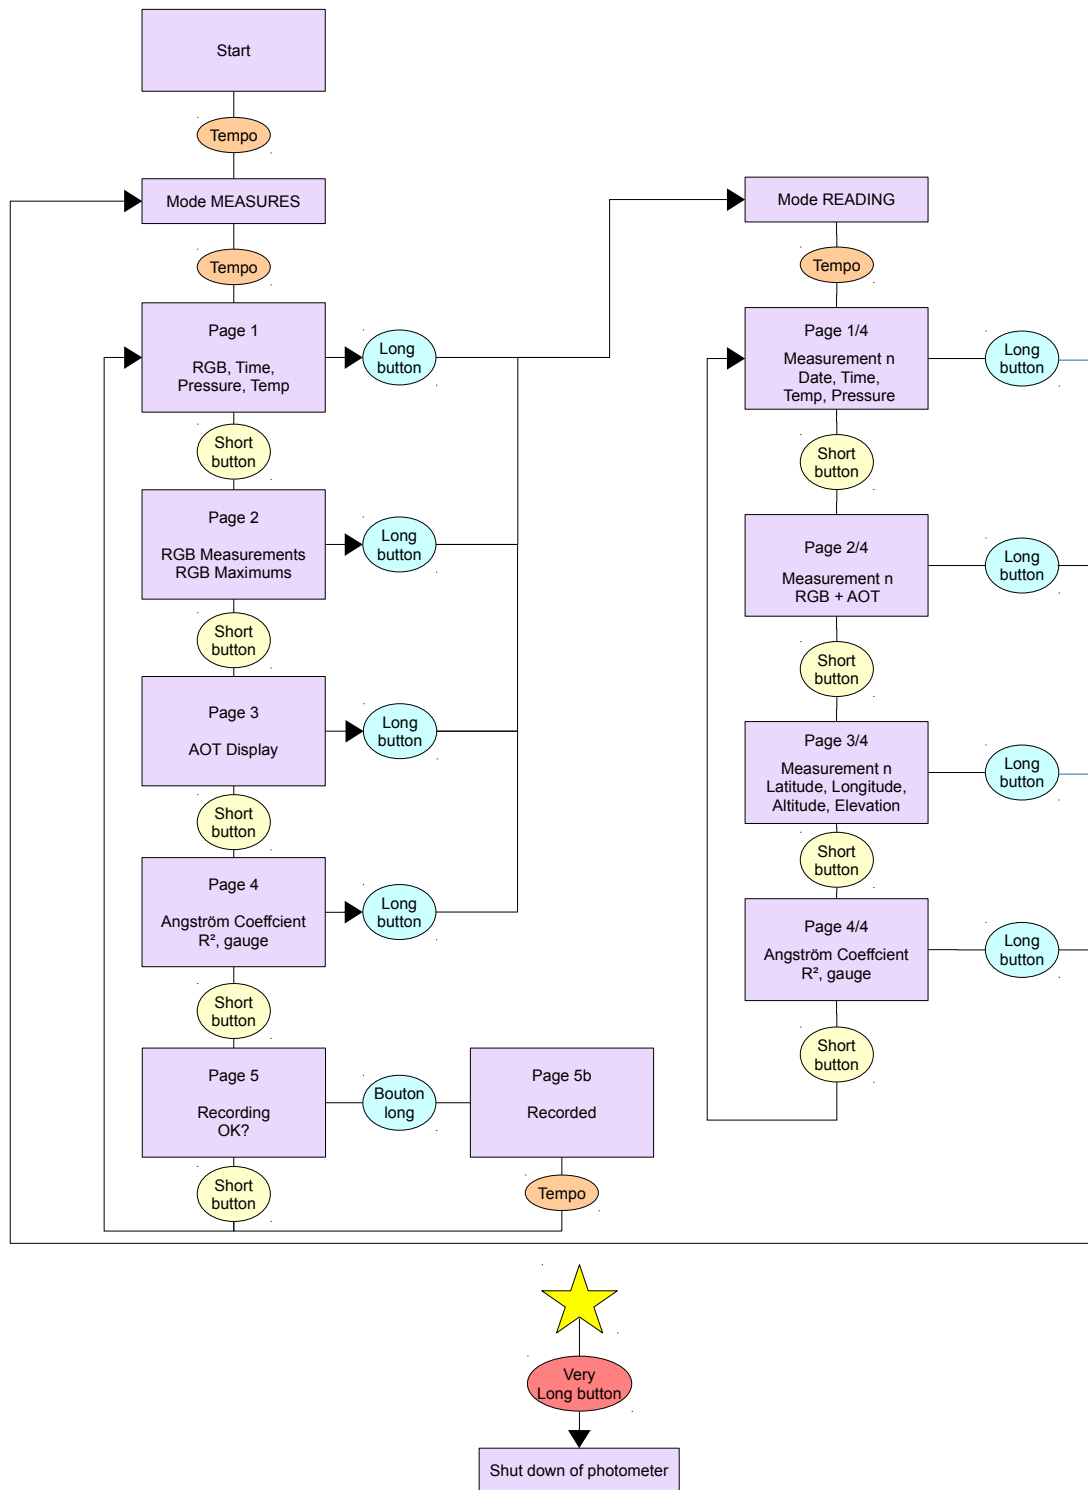 Start
Tempo
Mode MEASURES
Tempo
Page 1
RGB, Time,
Pressure, Temp
Long
button
Short
button
Page 2
RGB Measurements
RGB Maximums
Long
button
Short
button
Page 3
AOT Display
Long
button
Short
button
Page 4
Angström Coeffcient
R², gauge
Long
button
Short
button
Page 5
Recording
OK?
Bouton
long
Page 5b
Recorded
Short
button
Tempo
Mode READING
Tempo
Page 1/4
Measurement n
Date, Time,
Temp, Pressure
Long
button
Short
button
Page 2/4
Measurement n
RGB + AOT
Long
button
Short
button
Page 3/4
Measurement n
Latitude, Longitude,
Altitude, Elevation
Long
button
Short
button
Page 4/4
Angström Coeffcient
R², gauge
Long
button
Short
button
Very
Long button
Shut down of photometer